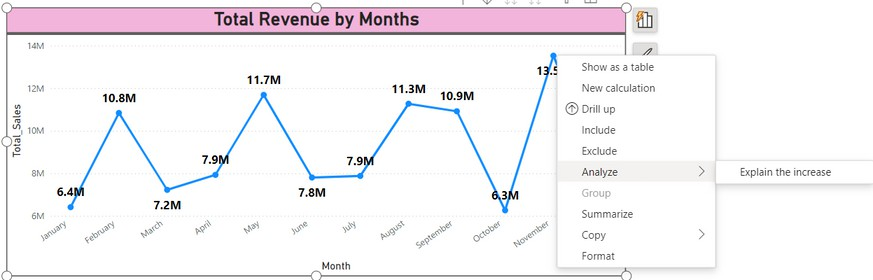 Total Revenue by Months
14M
12M
10M
8M
6M
Total_Sales
6.4M
10.8M
7.2M
7.9M
11.7M
7.8M
7.9M
11.3M
10.9M
6.3M
13.5
January
February
March
April
May
June
July
August
September
October
November
Month
Show as a table
New calculation
Drill up
Include
Exclude
Analyze
Explain the increase
Group
Summarize
Copy
Format